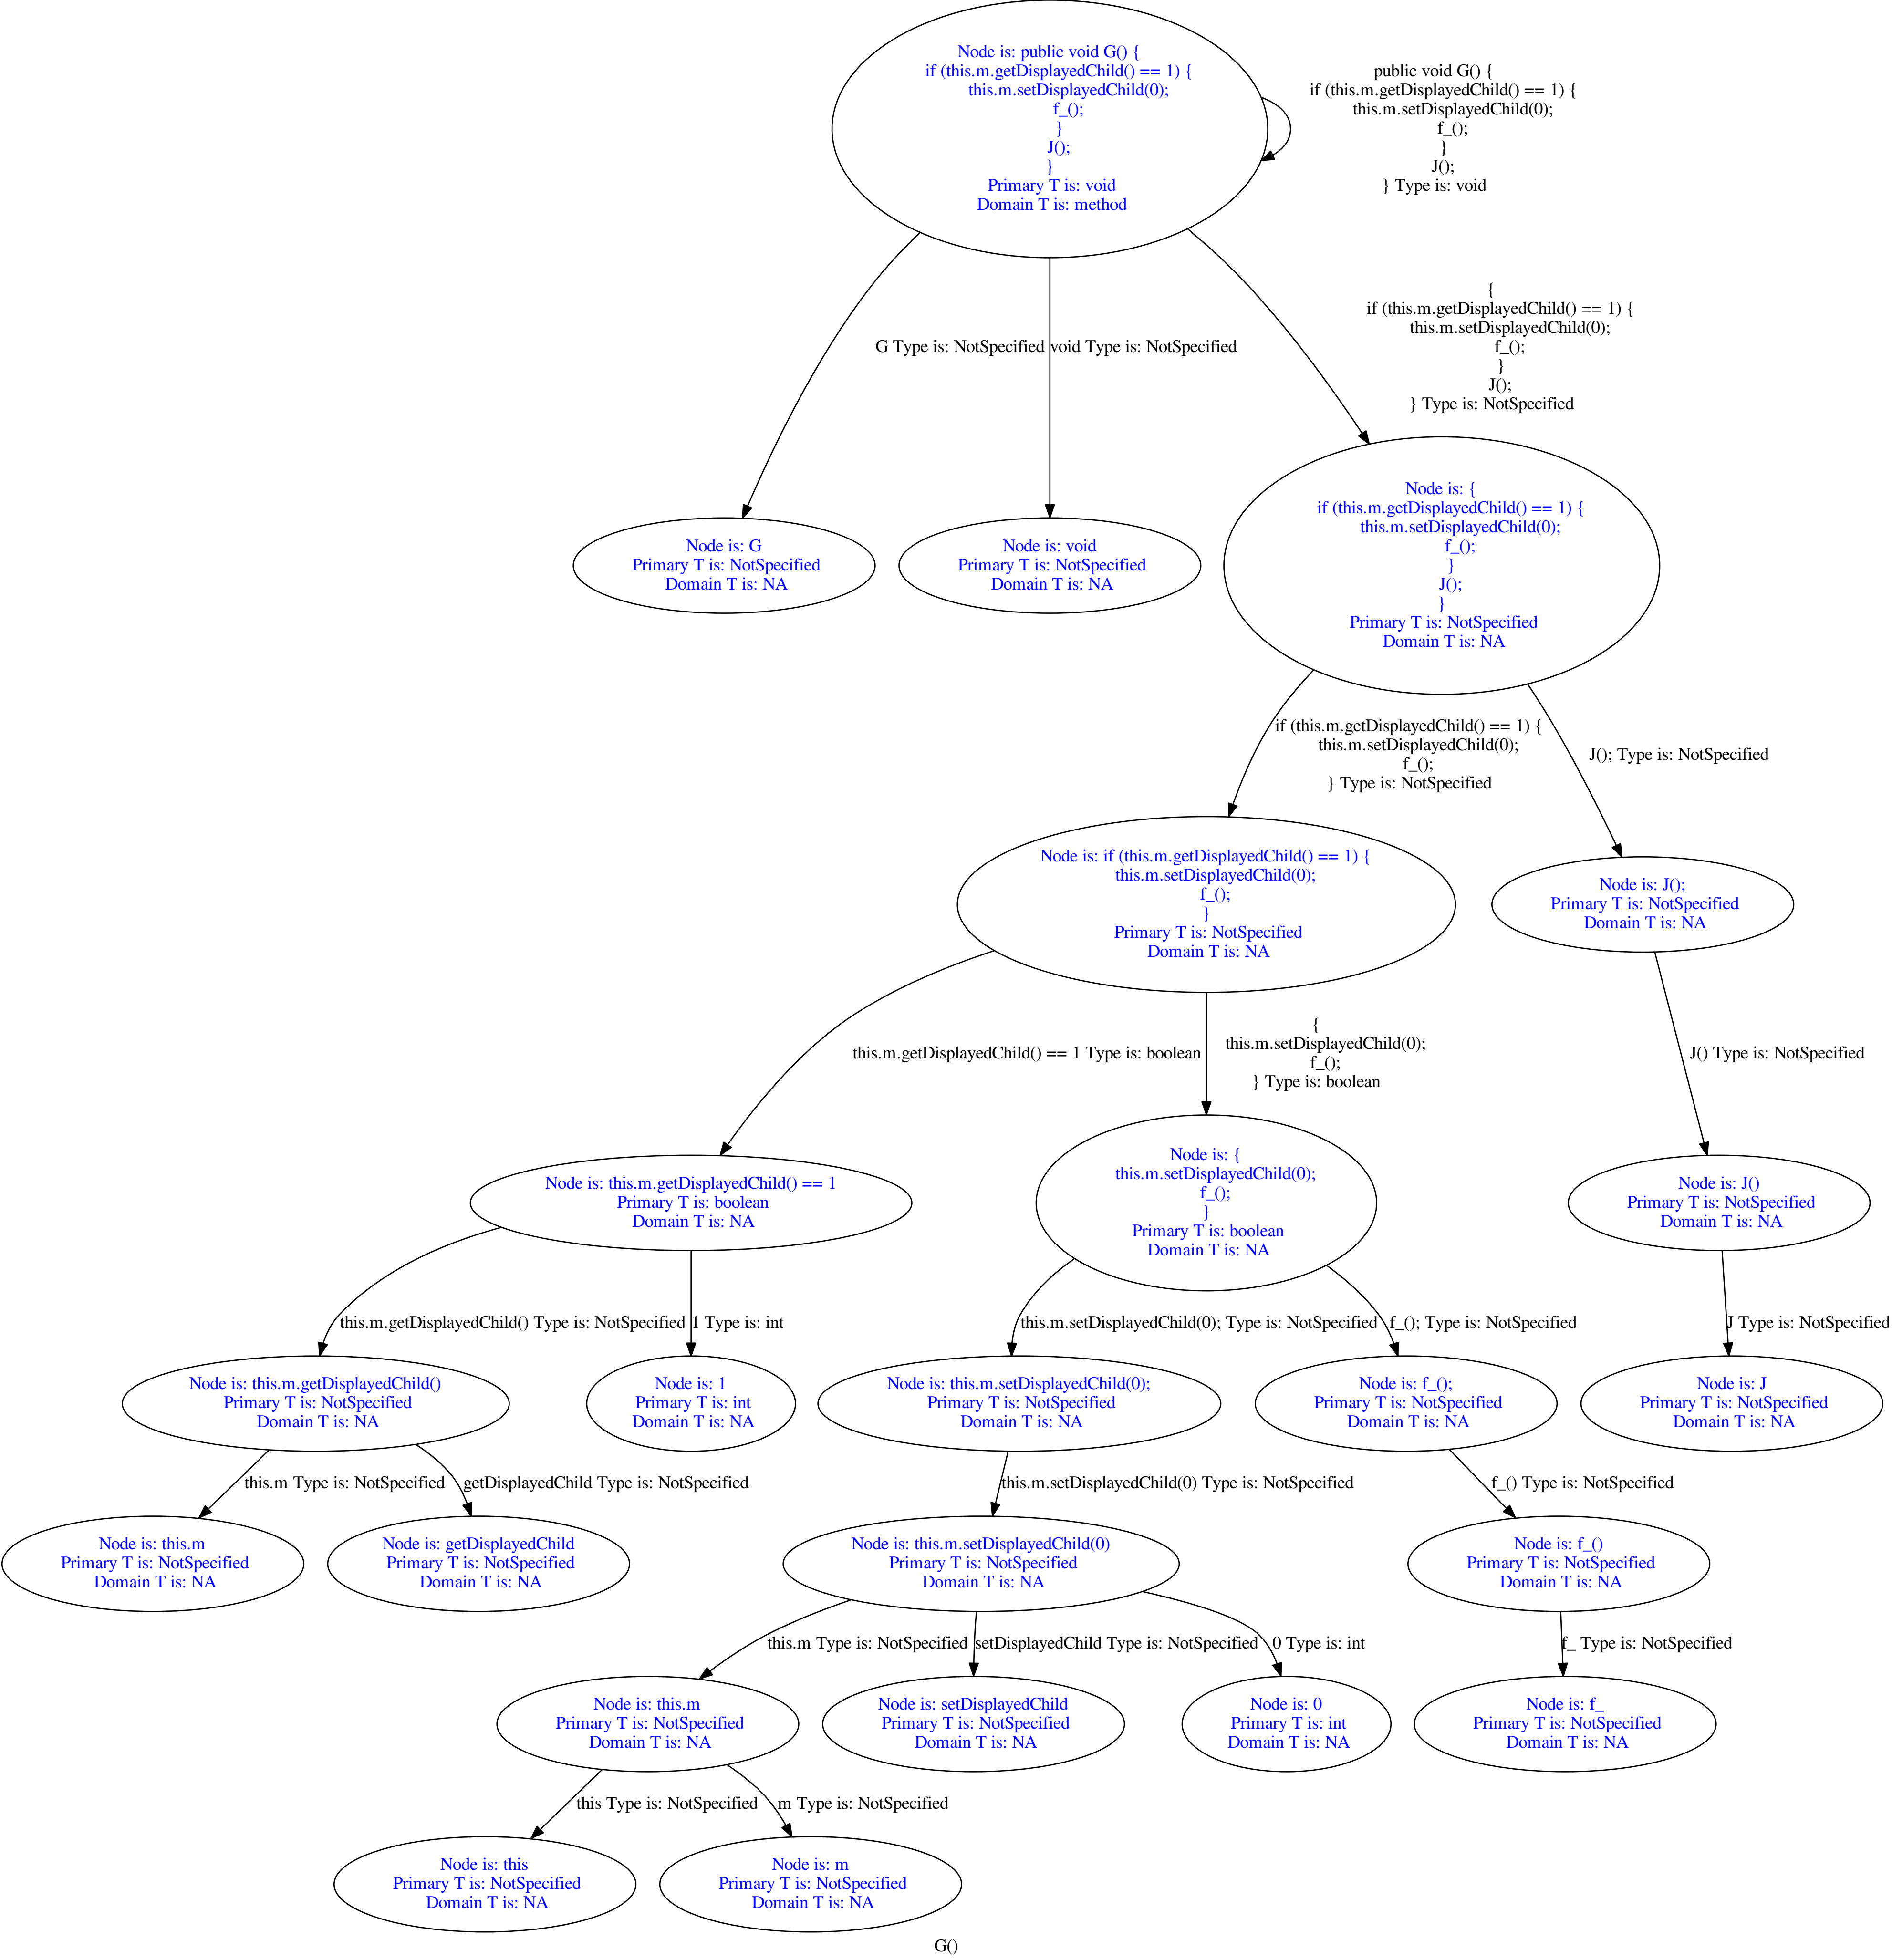 Node is: public void G() {
if (this.m.getDisplayedChild() == 1) {
this.m.setDisplayedChild(0);
f_();
}
J();
}
Primary T is: void
Domain T is: method
public void G() {
if (this.m.getDisplayedChild() == 1) {
this.m.setDisplayedChild(0);
f_();
}
J();
} Type is: void
G Type is: NotSpecified
void Type is: NotSpecified
{
if (this.m.getDisplayedChild() == 1) {
this.m.setDisplayedChild(0);
f_();
}
J();
} Type is: NotSpecified
Node is: G
Primary T is: NotSpecified
Domain T is: NA
Node is: void
Primary T is: NotSpecified
Domain T is: NA
Node is: {
if (this.m.getDisplayedChild() == 1) {
this.m.setDisplayedChild(0);
f_();
}
J();
}
Primary T is: NotSpecified
Domain T is: NA
if (this.m.getDisplayedChild() == 1) {
this.m.setDisplayedChild(0);
f_();
} Type is: NotSpecified
J(); Type is: NotSpecified
Node is: if (this.m.getDisplayedChild() == 1) {
this.m.setDisplayedChild(0);
f_();
}
Primary T is: NotSpecified
Domain T is: NA
Node is: J();
Primary T is: NotSpecified
Domain T is: NA
this.m.getDisplayedChild() == 1 Type is: boolean
{
this.m.setDisplayedChild(0);
f_();
} Type is: boolean
J() Type is: NotSpecified
Node is: this.m.getDisplayedChild() == 1
Primary T is: boolean
Domain T is: NA
Node is: {
this.m.setDisplayedChild(0);
f_();
}
Primary T is: boolean
Domain T is: NA
Node is: J()
Primary T is: NotSpecified
Domain T is: NA
this.m.getDisplayedChild() Type is: NotSpecified
1 Type is: int
this.m.setDisplayedChild(0); Type is: NotSpecified
f_(); Type is: NotSpecified
J Type is: NotSpecified
Node is: this.m.getDisplayedChild()
Primary T is: NotSpecified
Domain T is: NA
Node is: 1
Primary T is: int
Domain T is: NA
Node is: this.m.setDisplayedChild(0);
Primary T is: NotSpecified
Domain T is: NA
Node is: f_();
Primary T is: NotSpecified
Domain T is: NA
Node is: J
Primary T is: NotSpecified
Domain T is: NA
this.m Type is: NotSpecified
getDisplayedChild Type is: NotSpecified
this.m.setDisplayedChild(0) Type is: NotSpecified
f_() Type is: NotSpecified
Node is: this.m
Primary T is: NotSpecified
Domain T is: NA
Node is: getDisplayedChild
Primary T is: NotSpecified
Domain T is: NA
Node is: this.m.setDisplayedChild(0)
Primary T is: NotSpecified
Domain T is: NA
Node is: f_()
Primary T is: NotSpecified
Domain T is: NA
this.m Type is: NotSpecified
setDisplayedChild Type is: NotSpecified
0 Type is: int
f_ Type is: NotSpecified
Node is: this.m
Primary T is: NotSpecified
Domain T is: NA
Node is: setDisplayedChild
Primary T is: NotSpecified
Domain T is: NA
Node is: 0
Primary T is: int
Domain T is: NA
Node is: f_
Primary T is: NotSpecified
Domain T is: NA
this Type is: NotSpecified
m Type is: NotSpecified
Node is: this
Primary T is: NotSpecified
Domain T is: NA
Node is: m
Primary T is: NotSpecified
Domain T is: NA
G()